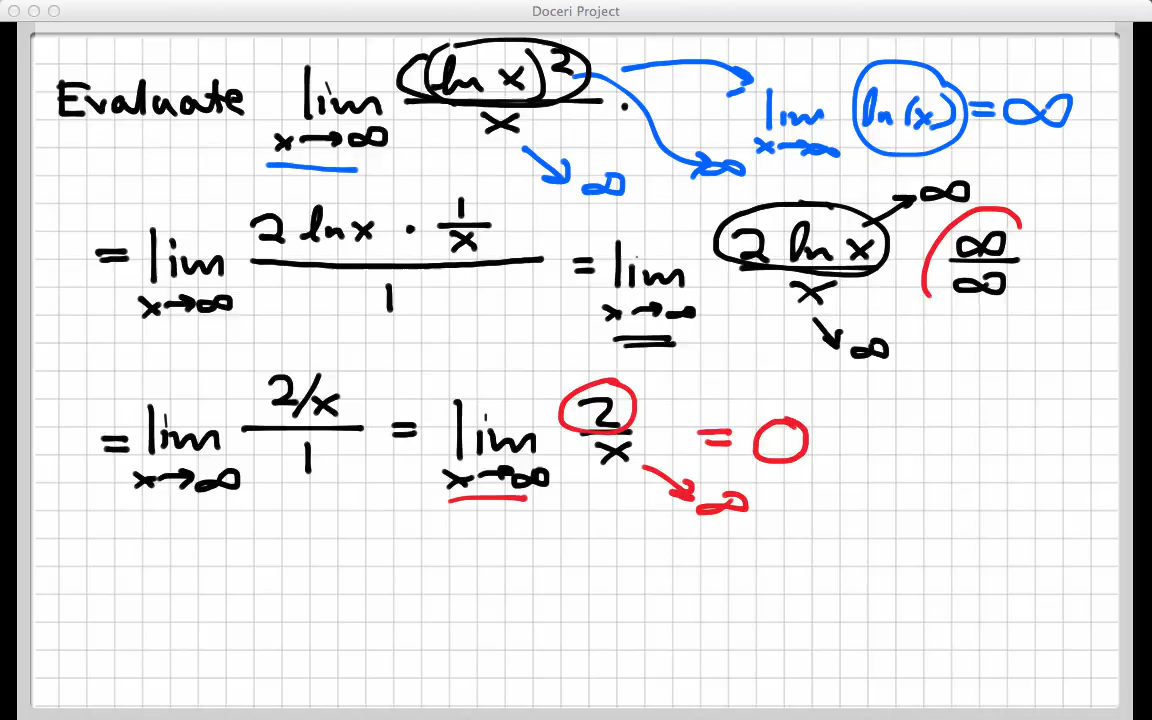 Doceri Project
Evaluate lim x→∞ ((ln x)²)/x . lim x→∞ ln(x) = ∞
∞ ∞
= lim x→∞ (2 ln x · 1/x)/1 = lim x→∞ (2 ln x)/x ∞ ∞/∞
∞
= lim x→∞ (2/x)/1 = lim x→∞ 2/x = 0
∞